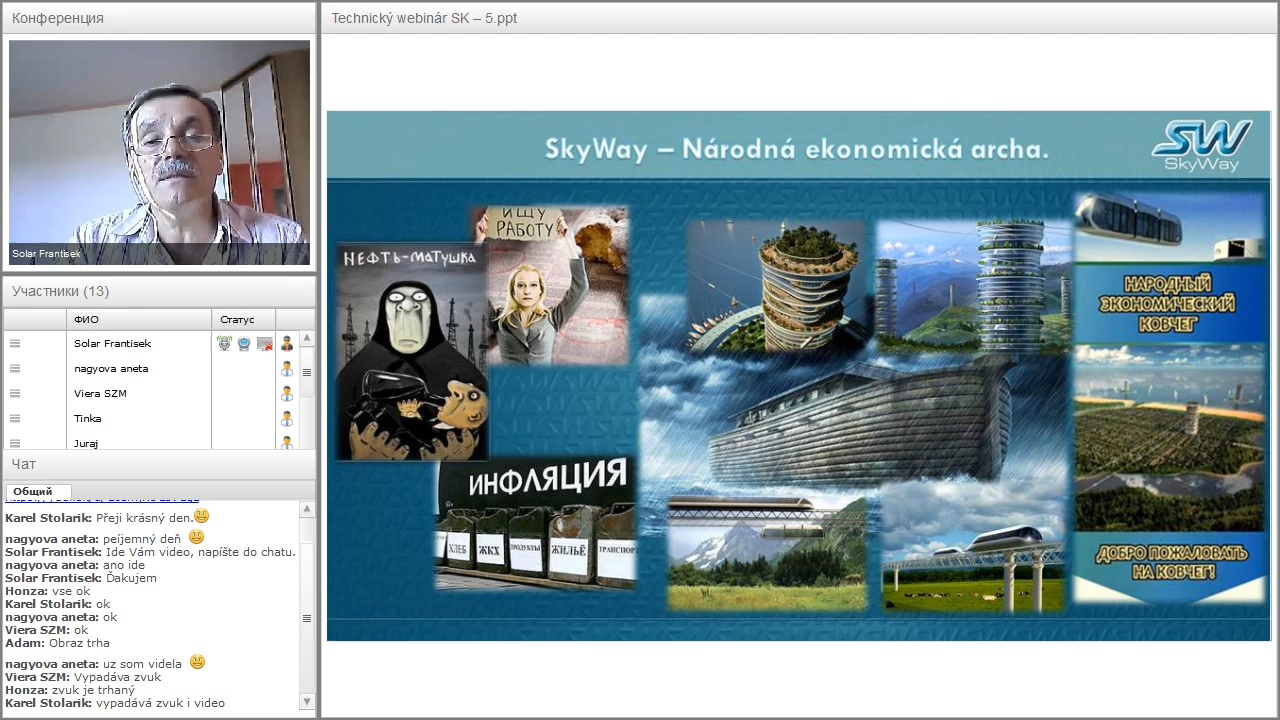 Конференция
Solar Frantisek
Участники (13)
ФИО
Статус
Solar Frantisek
nagyova aneta
Viera SZM
Tinka
Juraj
Чат
Общий
Karel Stolarik: krásný den.
nagyova aneta: prijemný deň
Solar Frantisek: Ide Vám video, napíšte do chatu.
nagyova aneta: ano ide
Solar Frantisek: Ďakujem
Honza: vse ok
Karel Stolarik: ok
nagyova aneta: ok
Viera SZM: ok
Adam: Obraz trha
nagyova aneta: uz som videla
Viera SZM: Vypadáva zvuk
Honza: zvuk je trhaný
Karel Stolarik: vypadává zvuk i video
Technický webinár SK – 5.ppt
SkyWay – Národná ekonomická archa.
SW
SkyWay
ИЩУ
РАБОТУ
НЕФТЬ-МАТУШКА
ИНФЛЯЦИЯ
ХЛЕБ
ЖКХ
ПРОДУКТЫ
ЖИЛЬЁ
ТРАНСПОРТ
НАРОДНЫЙ
ЭКОНОМИЧЕСКИЙ
КОВЧЕГ
ДОБРО ПОЖАЛОВАТЬ
НА КОВЧЕГ!